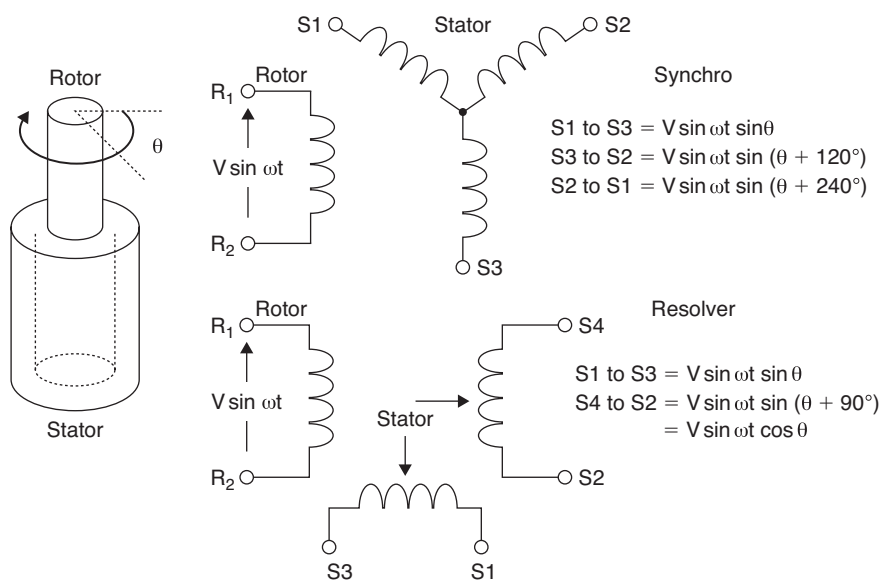 S1
Stator
S2
Rotor
θ
Stator
R1
Rotor
V sin ωt
R2
S3
Synchro
S1 to S3 = V sin ωt sinθ
S3 to S2 = V sin ωt sin (θ + 120°)
S2 to S1 = V sin ωt sin (θ + 240°)
R1
Rotor
V sin ωt
R2
Stator
S4
S2
S3
S1
Resolver
S1 to S3 = V sin ωt sin θ
S4 to S2 = V sin ωt sin (θ + 90°)
= V sin ωt cos θ